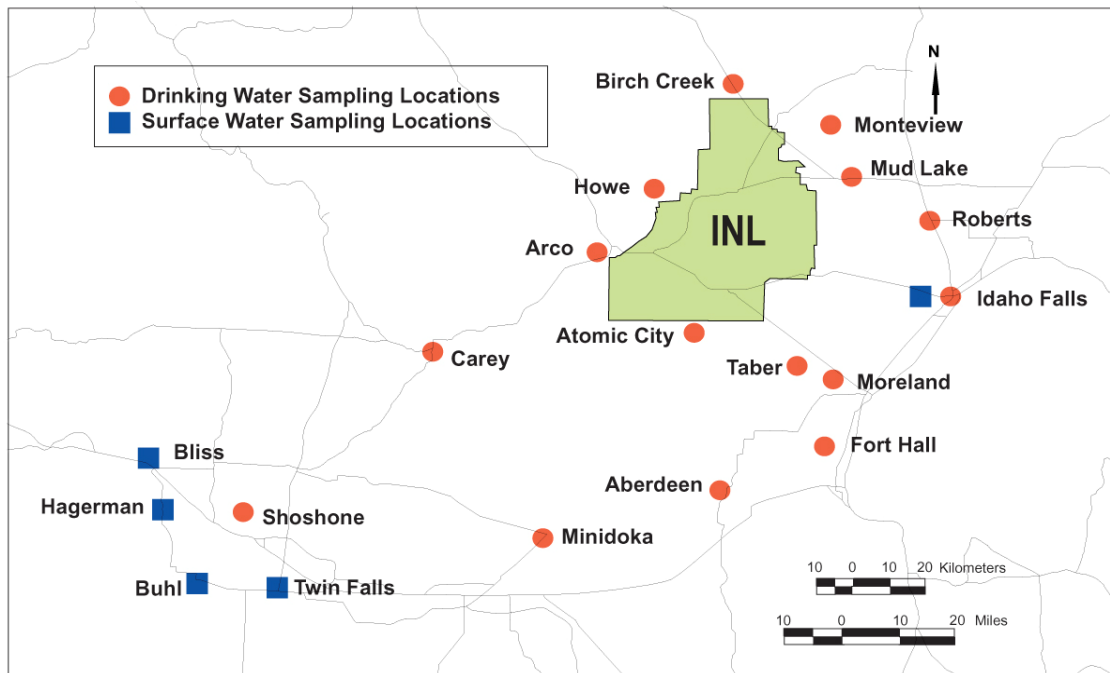 N
Birch Creek
Drinking Water Sampling Locations
Surface Water Sampling Locations
Monteview
Mud Lake
Howe
Roberts
INL
Arco
Idaho Falls
Atomic City
Carey
Taber
Moreland
Bliss
Fort Hall
Aberdeen
Hagerman
Shoshone
Minidoka
Buhl
Twin Falls
10 0 10 20 Kilometers
10 0 10 20 Miles